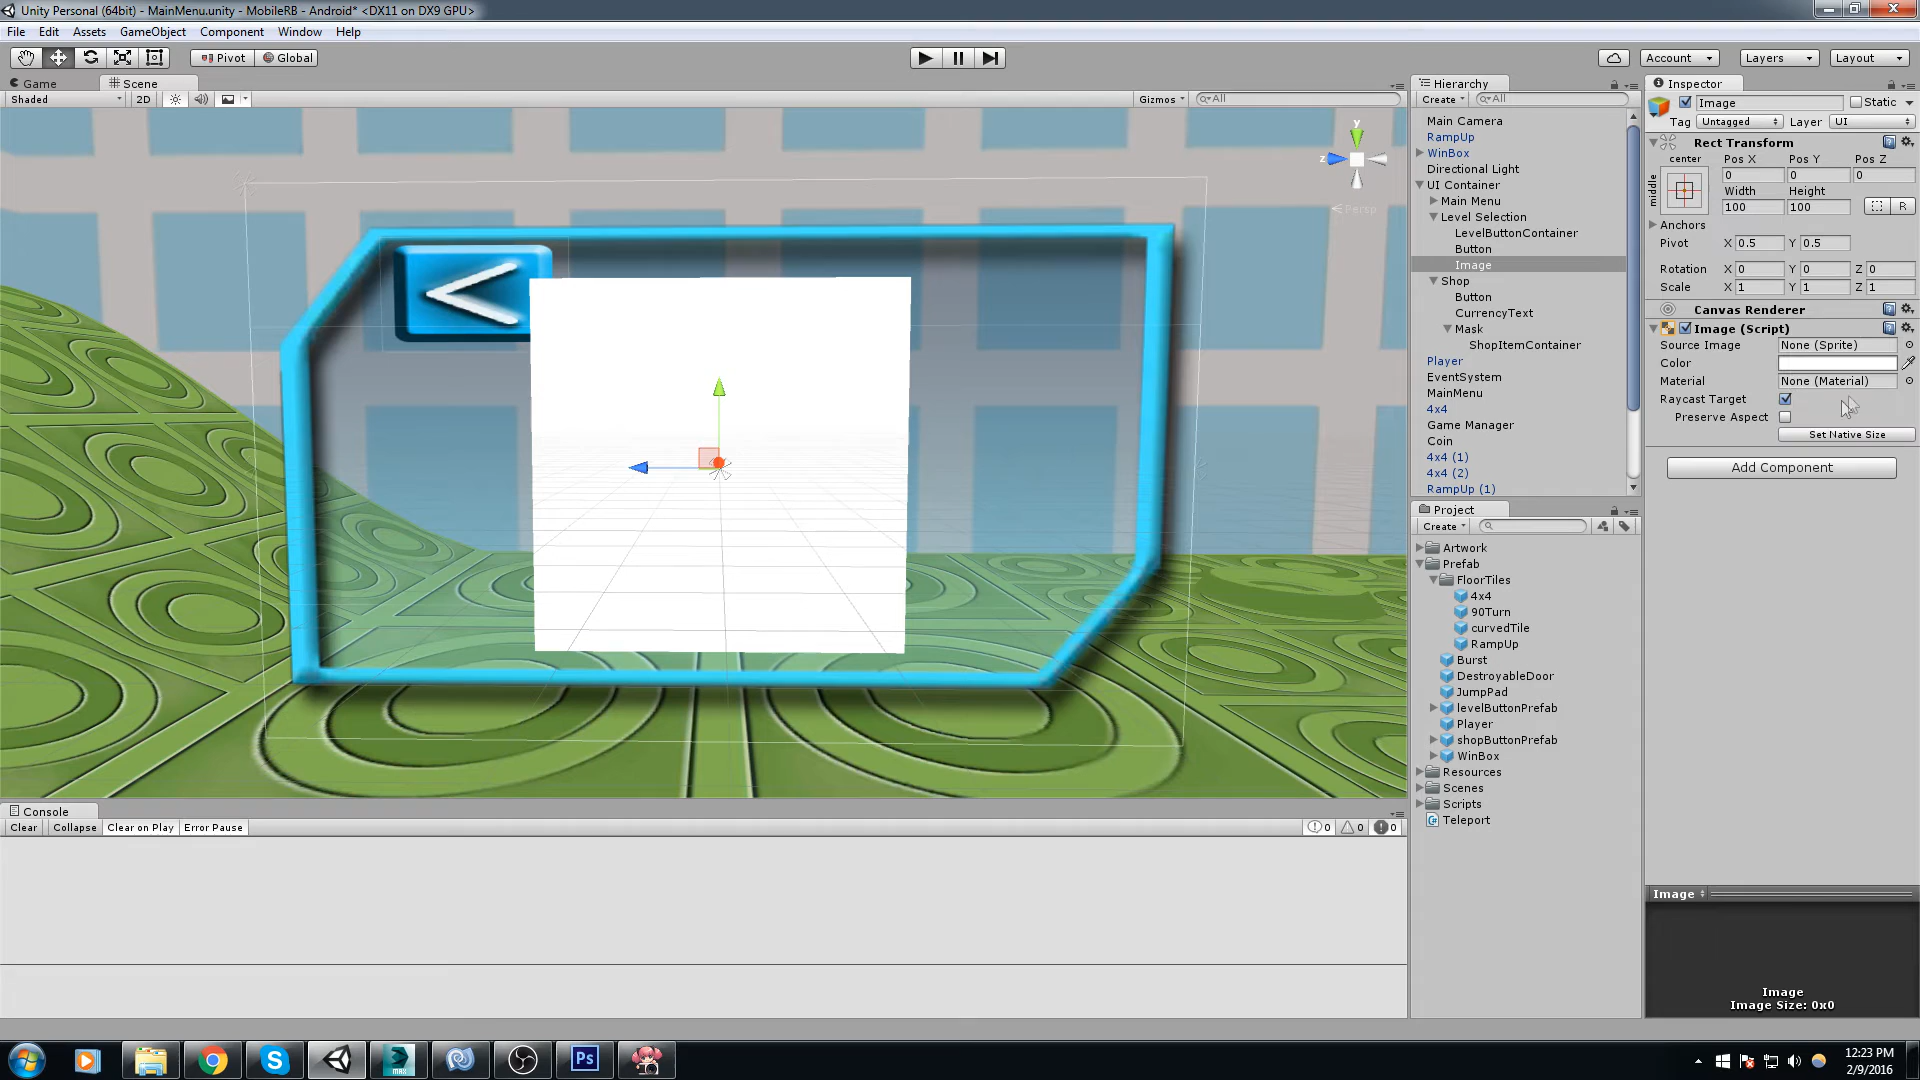 Unity Personal (64bit) - MainMenu.unity - MobileRB - Android* <DX11 on DX9 GPU>
File Edit Assets GameObject Component Window Help
Pivot Global Account Layers Layout
Game Scene
Shaded 2D Gizmos All
y
z
Persp
<
Console
Clear Collapse Clear on Play Error Pause 0 0 0
Hierarchy
Create All
Main Camera
RampUp
WinBox
Directional Light
UI Container
Main Menu
Level Selection
LevelButtonContainer
Button
Image
Shop
Button
CurrencyText
Mask
ShopItemContainer
Player
EventSystem
MainMenu
4x4
Game Manager
Coin
4x4 (1)
4x4 (2)
RampUp (1)
Project
Create
Artwork
Prefab
FloorTiles
4x4
90Turn
curvedTile
RampUp
Burst
DestroyableDoor
JumpPad
levelButtonPrefab
Player
shopButtonPrefab
WinBox
Resources
Scenes
Scripts
Teleport
Inspector
Image Static
Tag Untagged Layer UI
Rect Transform
center Pos X Pos Y Pos Z
0 0 0
middle
Width Height
100 100 R
Anchors
Pivot X 0.5 Y 0.5
Rotation X 0 Y 0 Z 0
Scale X 1 Y 1 Z 1
Canvas Renderer
Image (Script)
Source Image None (Sprite)
Color
Material None (Material)
Raycast Target
Preserve Aspect
Set Native Size
Add Component
Image
Image
Image Size: 0x0
S MAX Ps
12:23 PM
2/9/2016